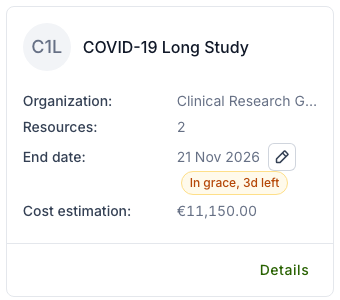 C1L COVID-19 Long Study
Organization: Clinical Research G...
Resources: 2
End date: 21 Nov 2026
In grace, 3d left
Cost estimation: €11,150.00
Details